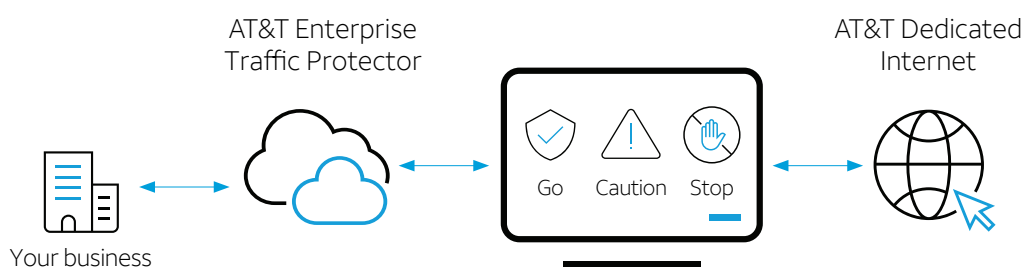 AT&T Enterprise
Traffic Protector
AT&T Dedicated
Internet
Go Caution Stop
Your business